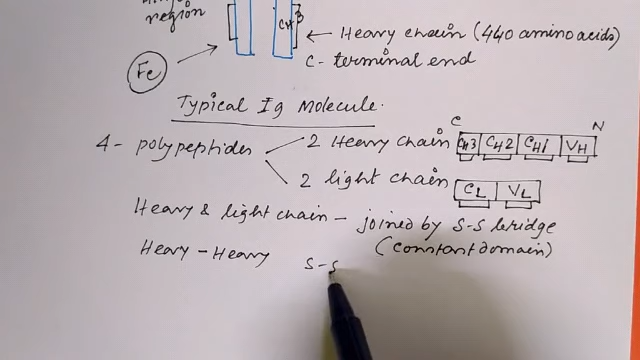 region
CH3
Heavy chain (440 amino acids)
C- terminal end
Fc
Typical Ig Molecule.
4- polypeptides
2 Heavy chain
C
N
CH3 CH2 CH1 VH
2 light chain
CL VL
Heavy & light chain - joined by S-S bridge
(constant domain)
Heavy - Heavy S-S